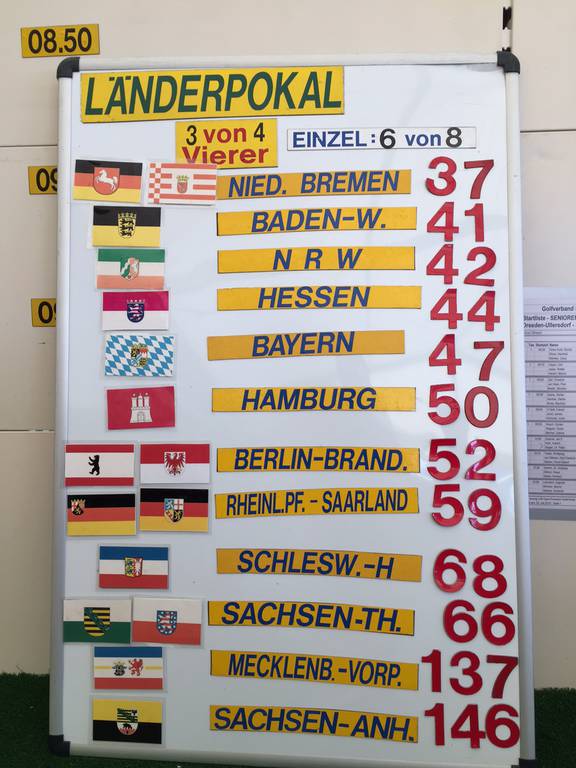 08.50
LÄNDERPOKAL
3 von 4
Vierer
EINZEL: 6 von 8
NIED. BREMEN 37
BADEN-W. 41
N R W 42
HESSEN 44
BAYERN 47
HAMBURG 50
BERLIN-BRAND. 52
RHEINL.PF. - SAARLAND 59
SCHLESW.-H 68
SACHSEN-TH. 66
MECKLENB.-VORP. 137
SACHSEN-ANH. 146
Golfverband